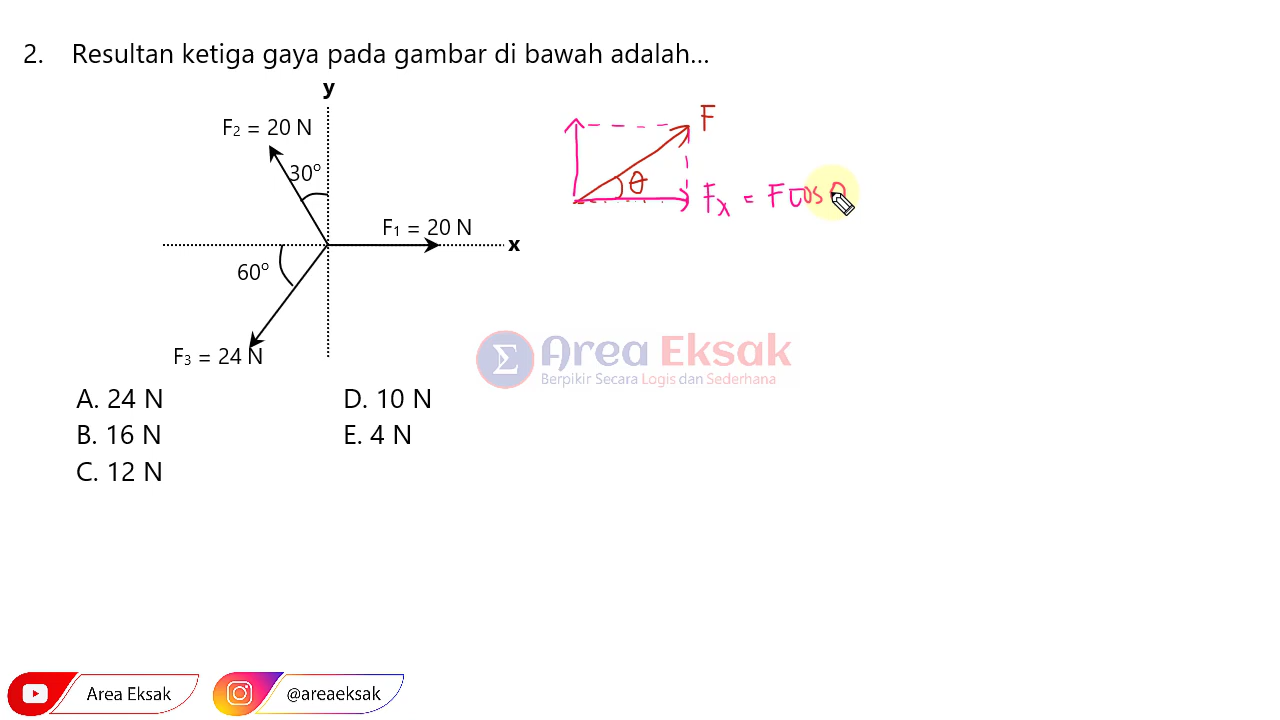 2. Resultan ketiga gaya pada gambar di bawah adalah...
y
F₂ = 20 N
30°
F₁ = 20 N
x
60°
F₃ = 24 N
F
θ
Fₓ = F cos θ
Σ Area Eksak
Berpikir Secara Logis dan Sederhana
A. 24 N
D. 10 N
B. 16 N
E. 4 N
C. 12 N
Area Eksak
@areaeksak